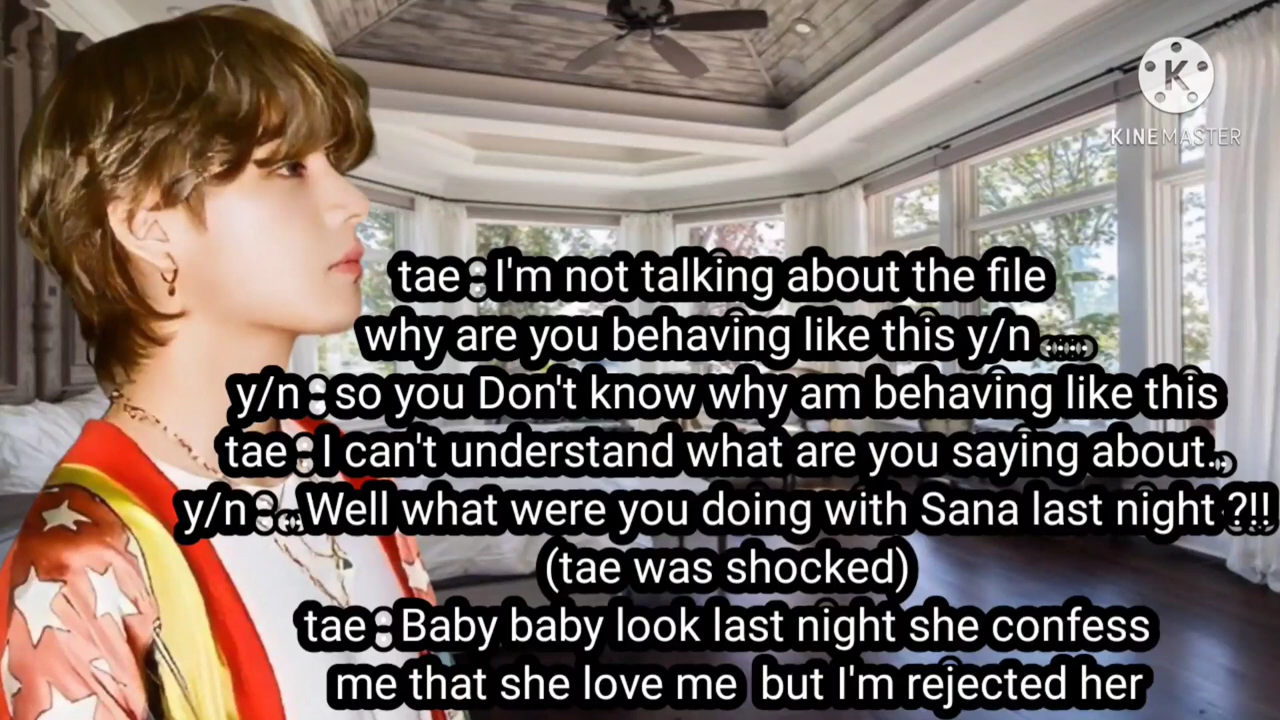 KINEMASTER
tae : I'm not talking about the file
why are you behaving like this y/n ....
y/n : so you Don't know why am behaving like this
tae : I can't understand what are you saying about..
y/n : .. Well what were you doing with Sana last night ?!!
(tae was shocked)
tae : Baby baby look last night she confess
me that she love me but I'm rejected her